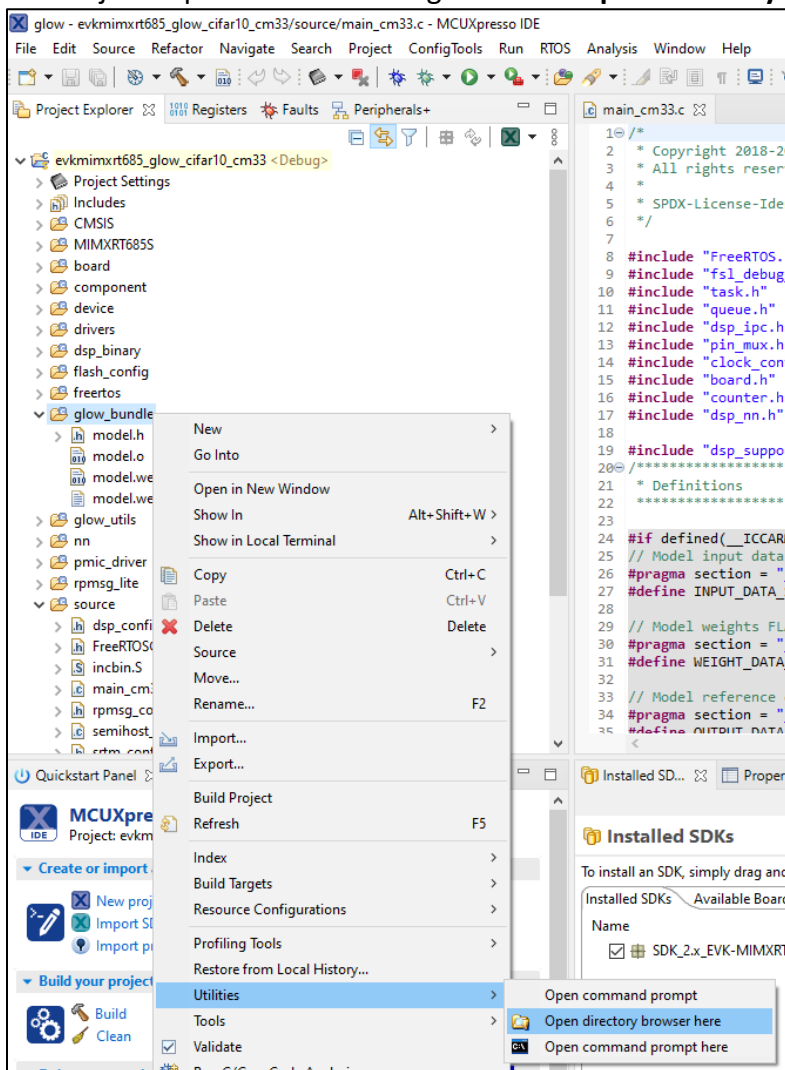 glow - evkmimxrt685_glow_cifar10_cm33/source/main_cm33.c - MCUXpresso IDE
File Edit Source Refactor Navigate Search Project ConfigTools Run RTOS Analysis Window Help
Project Explorer Registers Faults Peripherals+
evkmimxrt685_glow_cifar10_cm33 <Debug>
Project Settings
Includes
CMSIS
MIMXRT685S
board
component
device
drivers
dsp_binary
flash_config
freertos
glow_bundle
model.h
model.o
model.we
model.we
glow_utils
nn
pmic_driver
rpmsg_lite
source
dsp_confi
FreeRTOSC
incbin.S
main_cm
rpmsg_co
semihost_
srtm_cont
New
Go Into
Open in New Window
Show In Alt+Shift+W >
Show in Local Terminal
Copy Ctrl+C
Paste Ctrl+V
Delete Delete
Source
Move...
Rename... F2
Import...
Export...
Build Project
Refresh F5
Index
Build Targets
Resource Configurations
Profiling Tools
Restore from Local History...
Utilities
Tools
Validate
Open command prompt
Open directory browser here
Open command prompt here
main_cm33.c
1 /*
2 * Copyright 2018-2
3 * All rights reser
4 *
5 * SPDX-License-Ide
6 */
7
8 #include "FreeRTOS.
9 #include "fsl_debug
10 #include "task.h"
11 #include "queue.h"
12 #include "dsp_ipc.h
13 #include "pin_mux.h
14 #include "clock_con
15 #include "board.h"
16 #include "counter.h
17 #include "dsp_nn.h"
18
19 #include "dsp_suppo
20 /******************
21 * Definitions
22 ******************
23
24 #if defined(__ICCAR
25 // Model input data
26 #pragma section = "
27 #define INPUT_DATA_
28
29 // Model weights FL
30 #pragma section = "
31 #define WEIGHT_DATA
32
33 // Model reference
34 #pragma section = "
35 #define OUTPUT_DATA
Quickstart Panel
MCUXpre
IDE Project: evkm
Create or import
New proj
Import SD
Import pr
Build your project
Build
Clean
Installed SD... Proper
Installed SDKs
To install an SDK, simply drag and
Installed SDKs Available Board
Name
SDK_2.x_EVK-MIMXRT